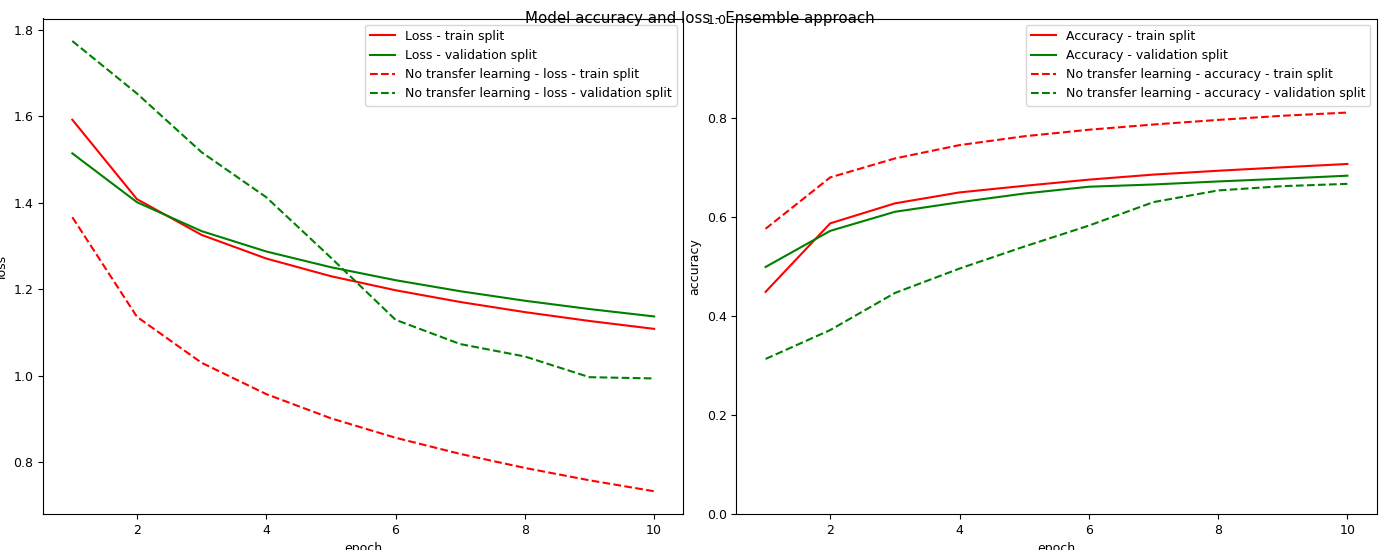 Model accuracy and loss - Ensemble approach
Loss - train split
Loss - validation split
No transfer learning - loss - train split
No transfer learning - loss - validation split
1.8
1.6
1.4
1.2
1.0
0.8
loss
2
4
6
8
10
epoch
Accuracy - train split
Accuracy - validation split
No transfer learning - accuracy - train split
No transfer learning - accuracy - validation split
1.0
0.8
0.6
0.4
0.2
0.0
accuracy
2
4
6
8
10
epoch